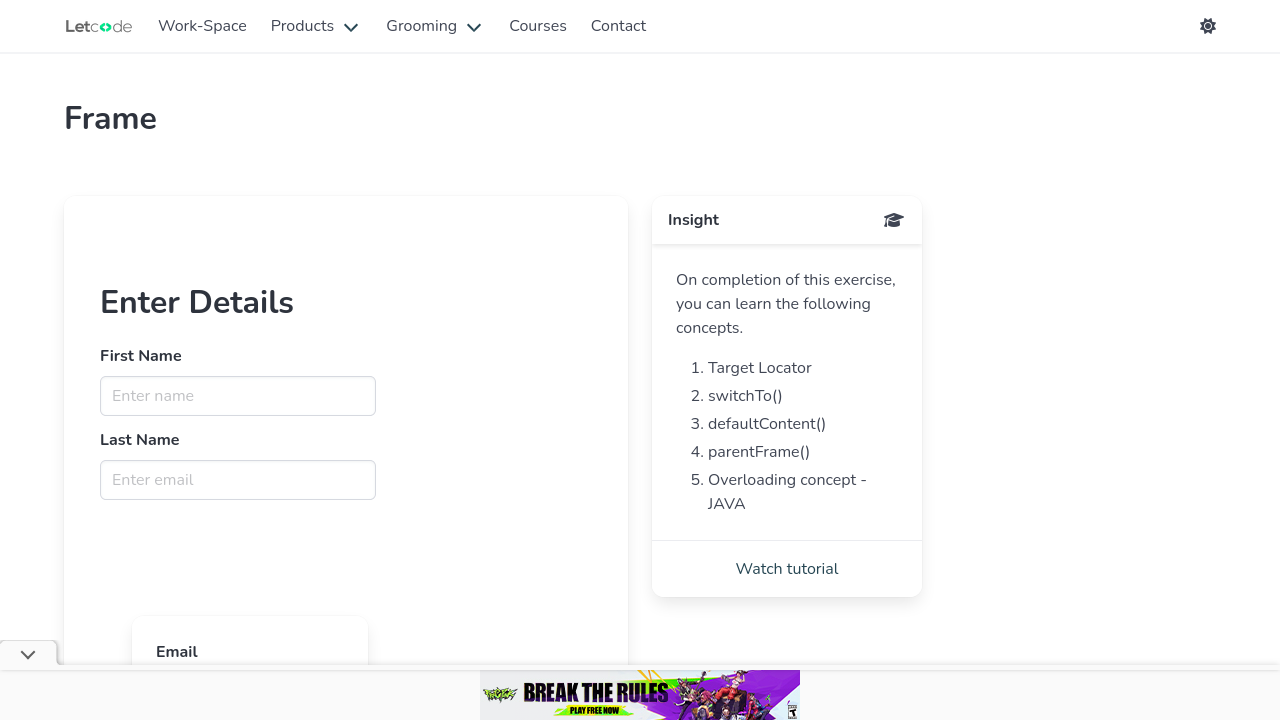 Letcode Work-Space Products Grooming Courses Contact
Frame
Enter Details
First Name
Enter name
Last Name
Enter email
Email
Insight
On completion of this exercise,
you can learn the following
concepts.
1. Target Locator
2. switchTo()
3. defaultContent()
4. parentFrame()
5. Overloading concept -
JAVA
Watch tutorial
BREAK THE RULES
PLAY FREE NOW